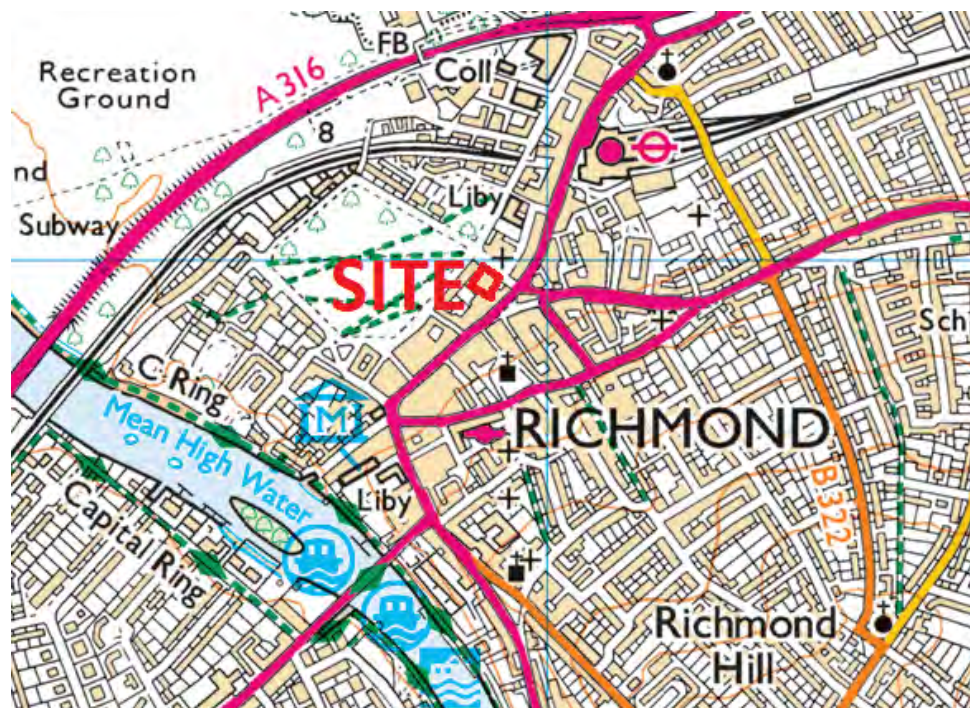 FB
Coll
Recreation
Ground
A 316
8
nd
Liby
Subway
SITE
Sch
C Ring
M
Mean High Water
RICHMOND
Liby
B 322
Capital Ring
Richmond
Hill